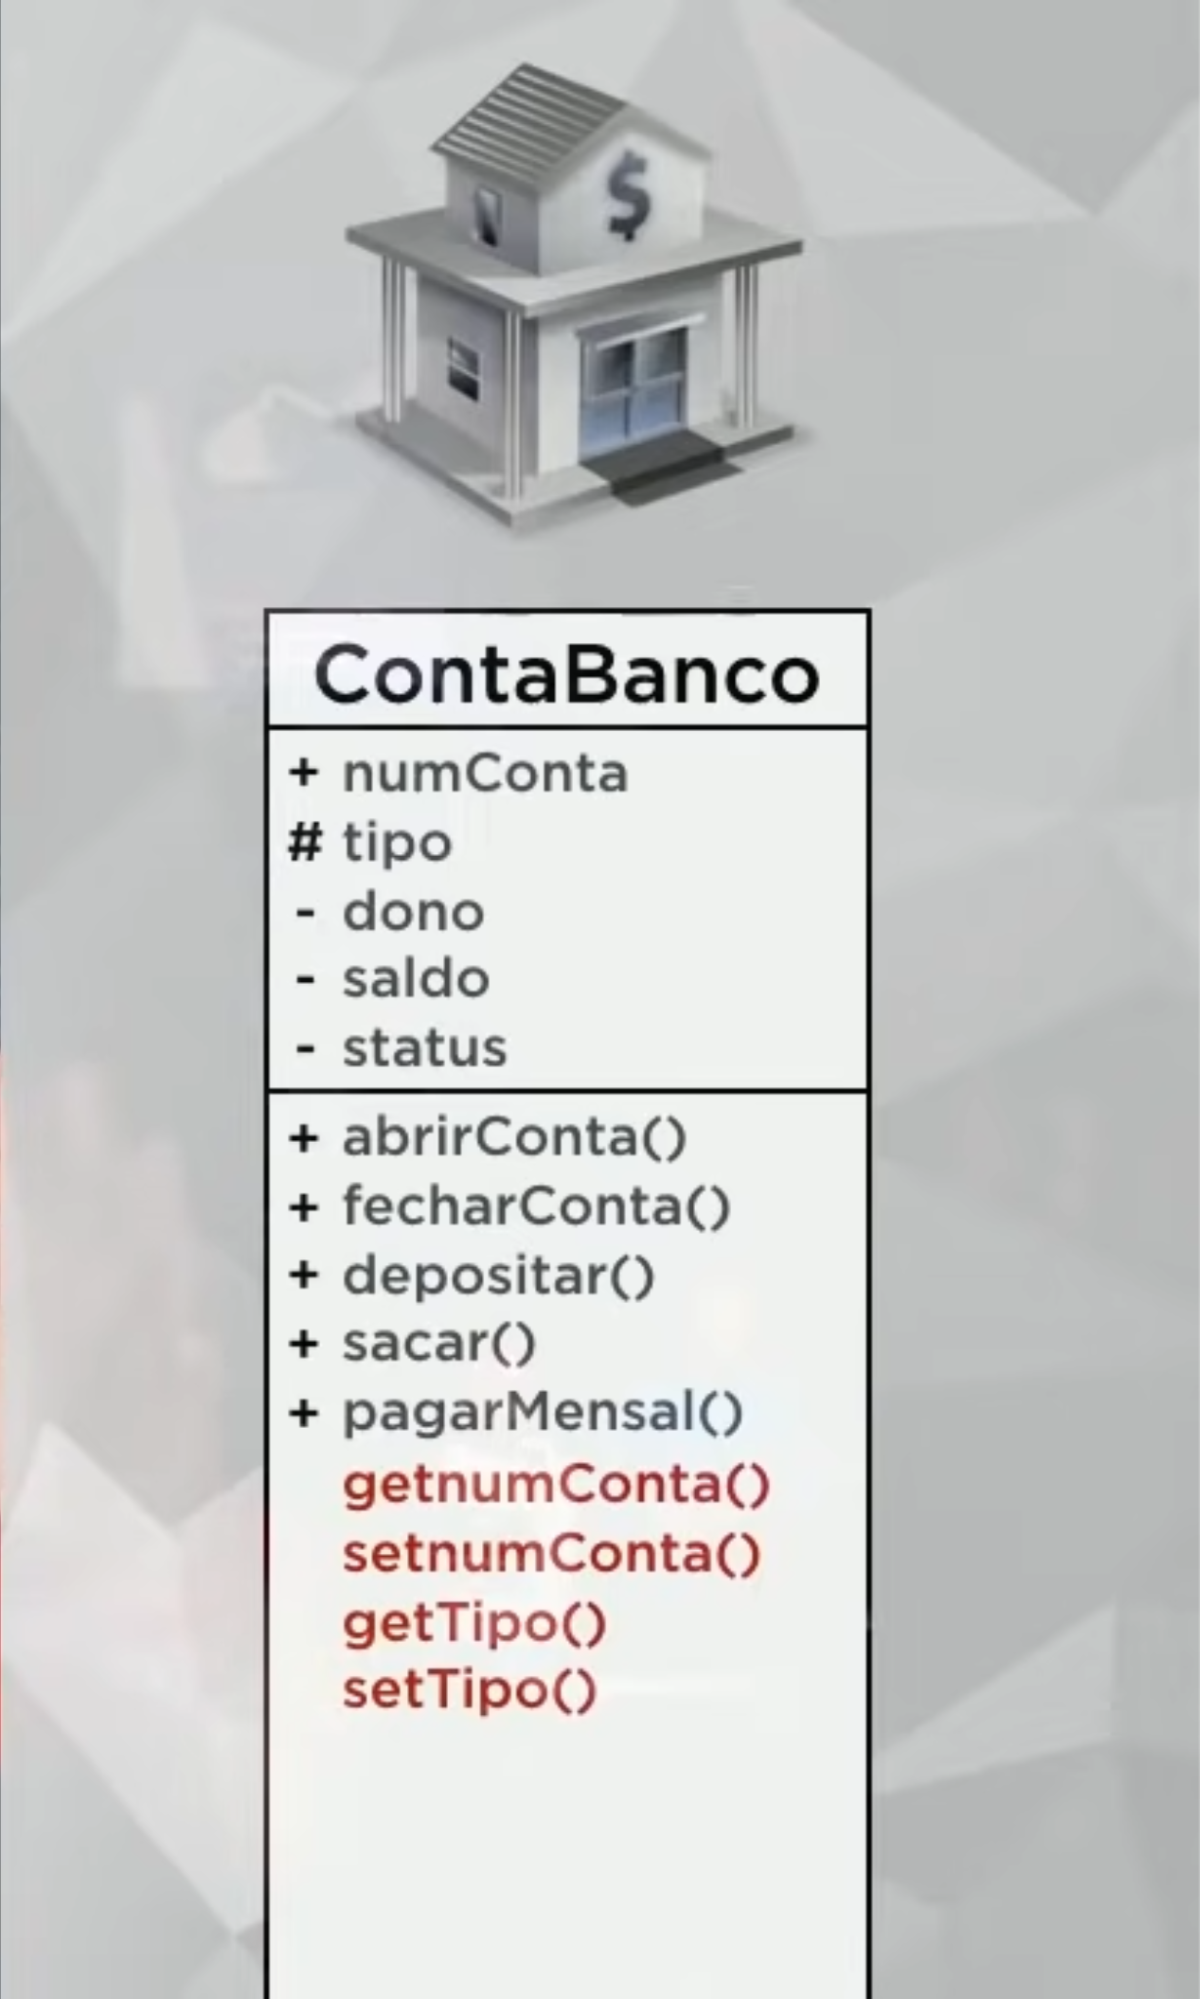 $
ContaBanco
+ numConta
# tipo
- dono
- saldo
- status
+ abrirConta()
+ fecharConta()
+ depositar()
+ sacar()
+ pagarMensal()
getnumConta()
setnumConta()
getTipo()
setTipo()